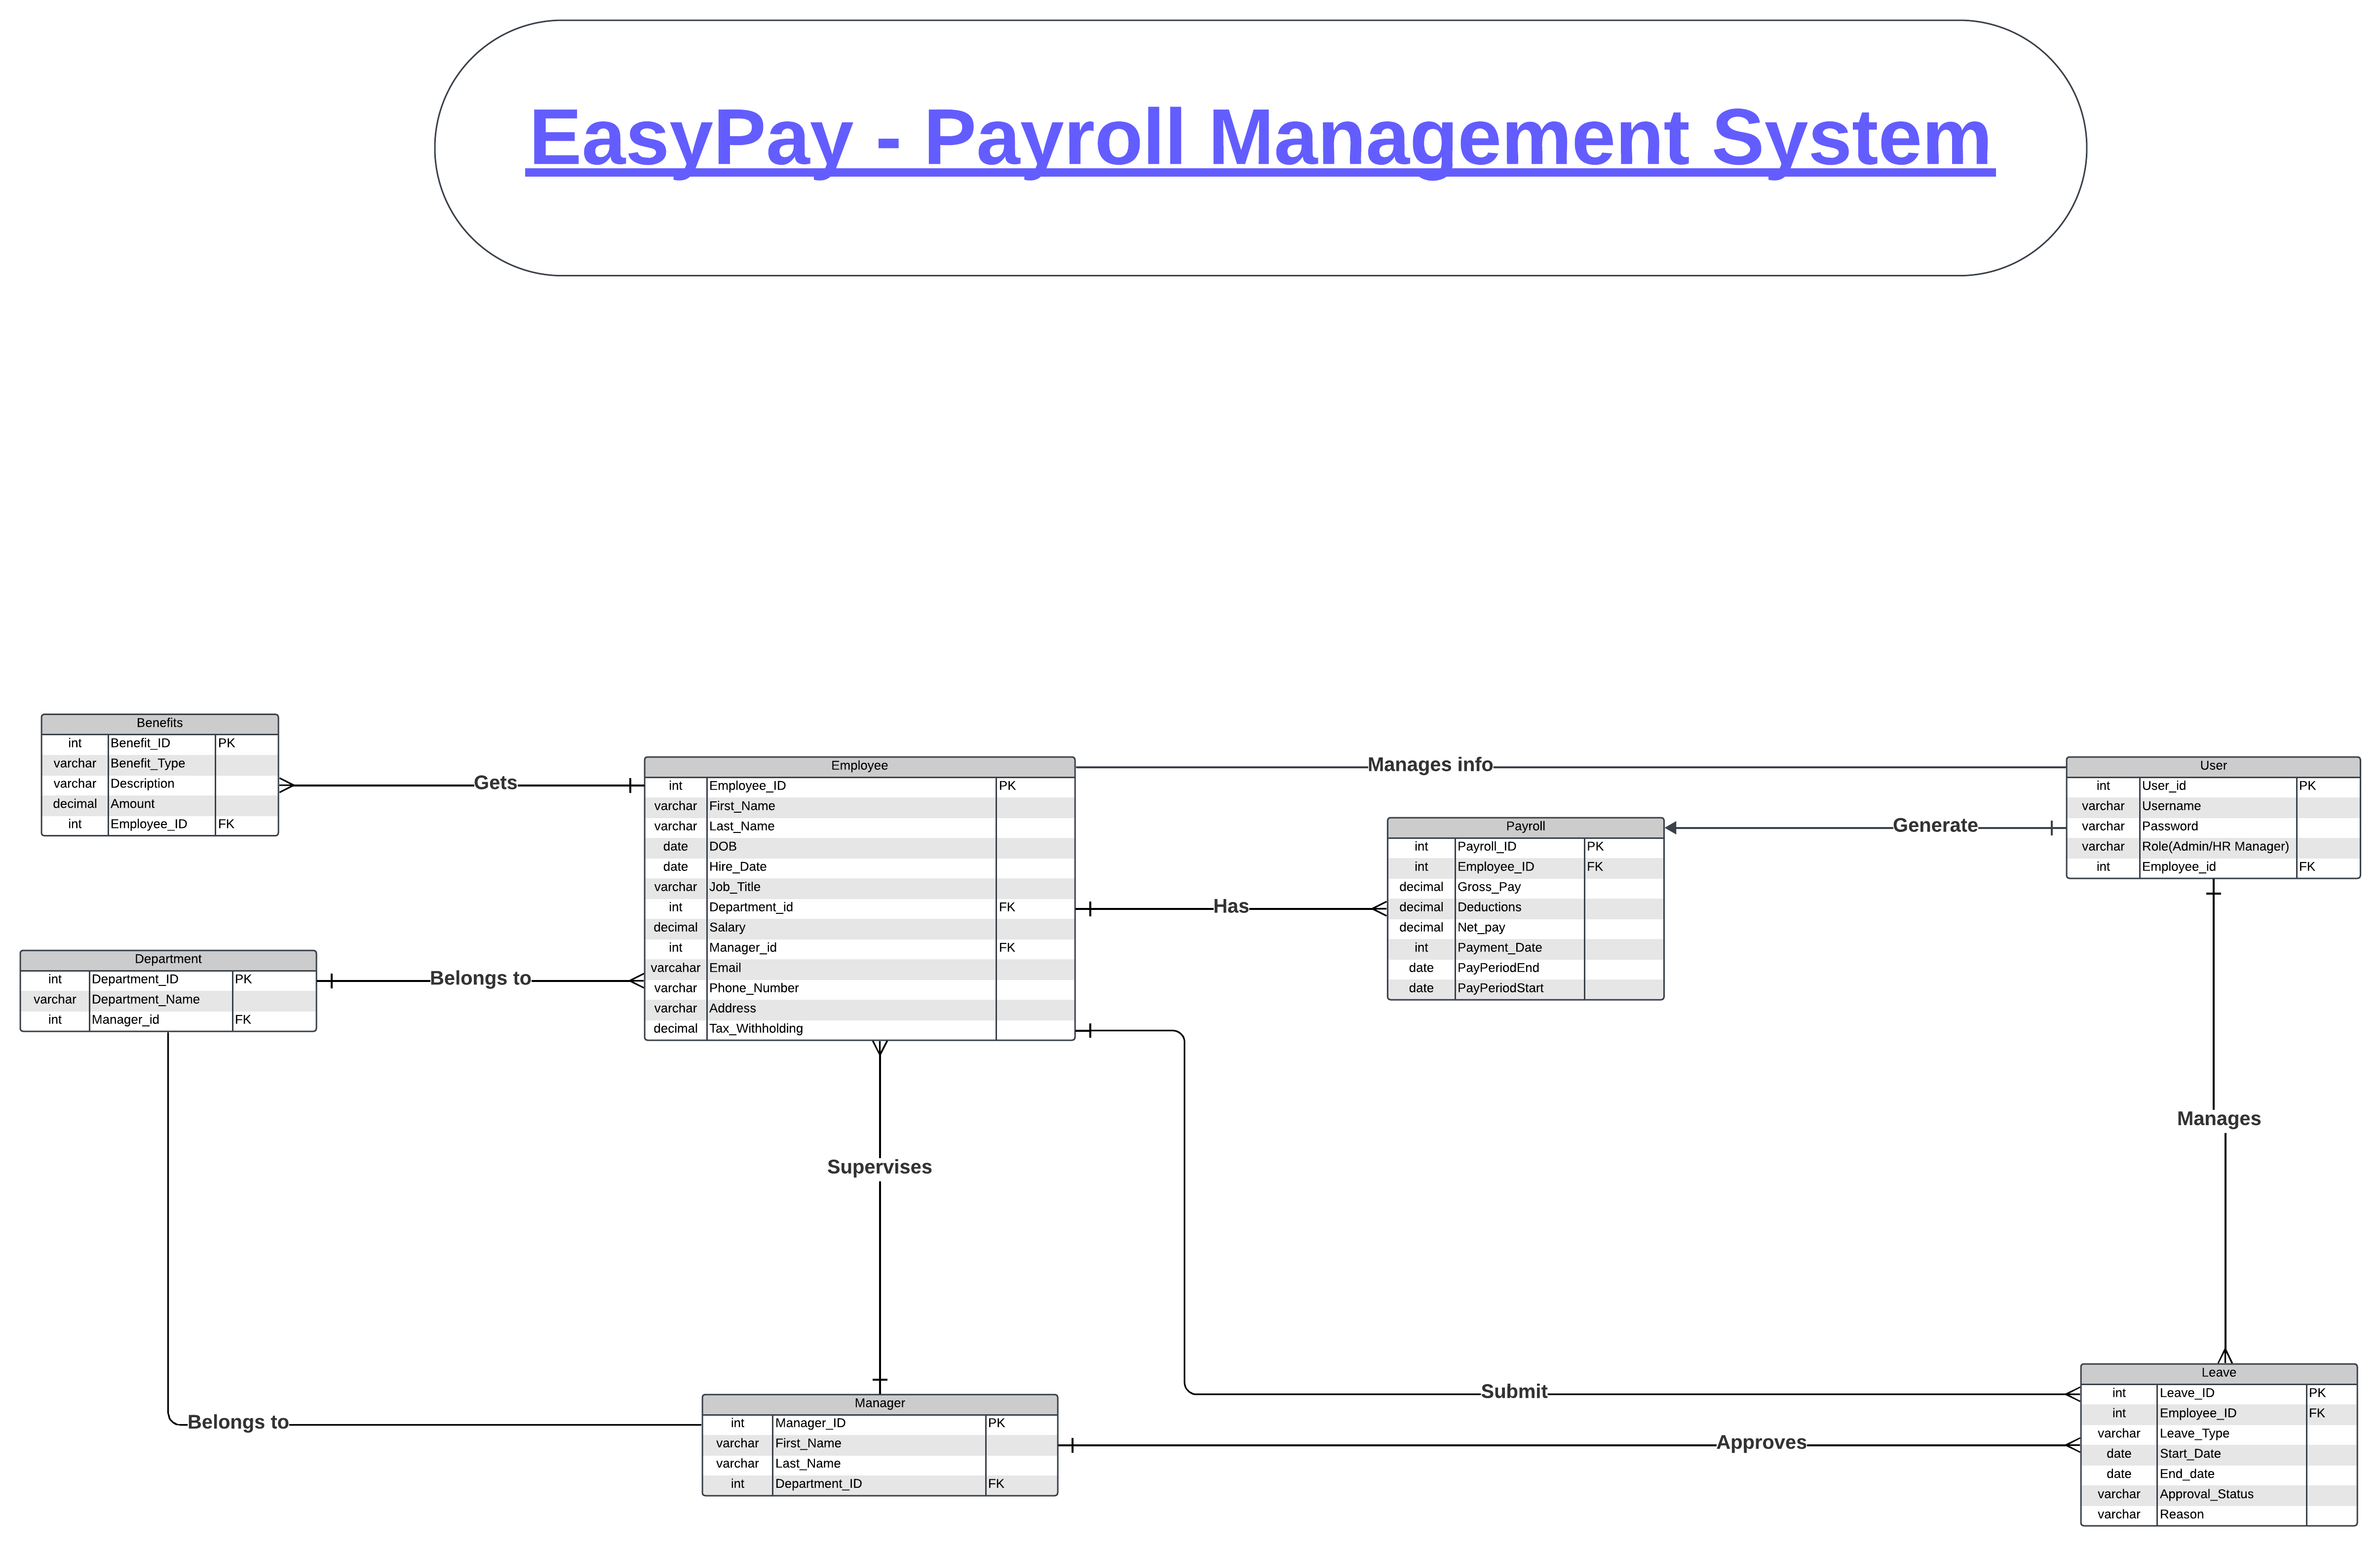 EasyPay - Payroll Management System
Benefits
int Benefit_ID PK
varchar Benefit_Type
varchar Description
decimal Amount
int Employee_ID FK
Gets
Employee
int Employee_ID PK
varchar First_Name
varchar Last_Name
date DOB
date Hire_Date
varchar Job_Title
int Department_id FK
decimal Salary
int Manager_id FK
varcahar Email
varchar Phone_Number
varchar Address
decimal Tax_Withholding
Manages info
User
int User_id PK
varchar Username
varchar Password
varchar Role(Admin/HR Manager)
int Employee_id FK
Generate
Payroll
int Payroll_ID PK
int Employee_ID FK
decimal Gross_Pay
decimal Deductions
decimal Net_pay
int Payment_Date
date PayPeriodEnd
date PayPeriodStart
Has
Department
int Department_ID PK
varchar Department_Name
int Manager_id FK
Belongs to
Manages
Supervises
Submit
Belongs to
Manager
int Manager_ID PK
varchar First_Name
varchar Last_Name
int Department_ID FK
Approves
Leave
int Leave_ID PK
int Employee_ID FK
varchar Leave_Type
date Start_Date
date End_date
varchar Approval_Status
varchar Reason